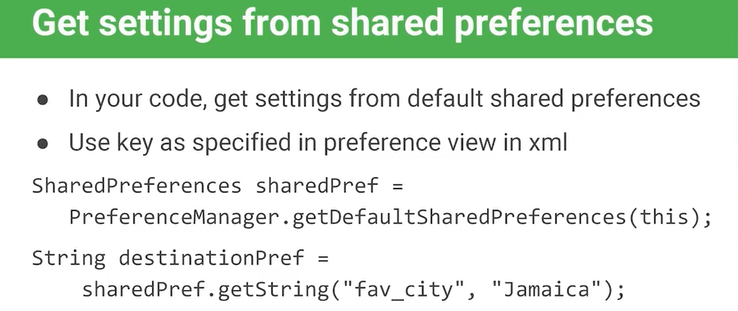 Get settings from shared preferences
● In your code, get settings from default shared preferences
● Use key as specified in preference view in xml
SharedPreferences sharedPref =
PreferenceManager.getDefaultSharedPreferences(this);
String destinationPref =
sharedPref.getString("fav_city", "Jamaica");